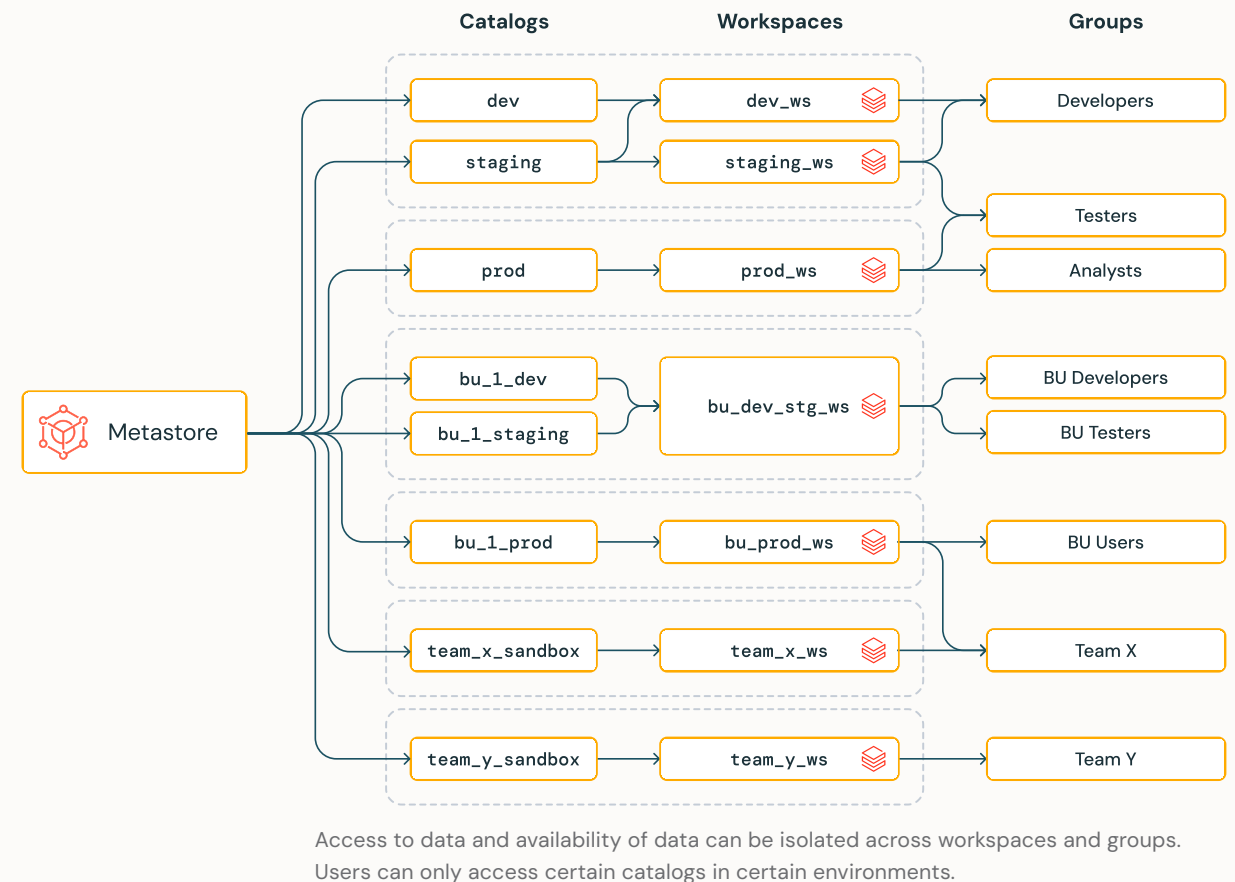 Catalogs Workspaces Groups
dev dev_ws Developers
staging staging_ws
Testers
prod prod_ws Analysts
bu_1_dev BU Developers
bu_dev_stg_ws
Metastore bu_1_staging BU Testers
bu_1_prod bu_prod_ws BU Users
team_x_sandbox team_x_ws Team X
team_y_sandbox team_y_ws Team Y
Access to data and availability of data can be isolated across workspaces and groups.
Users can only access certain catalogs in certain environments.